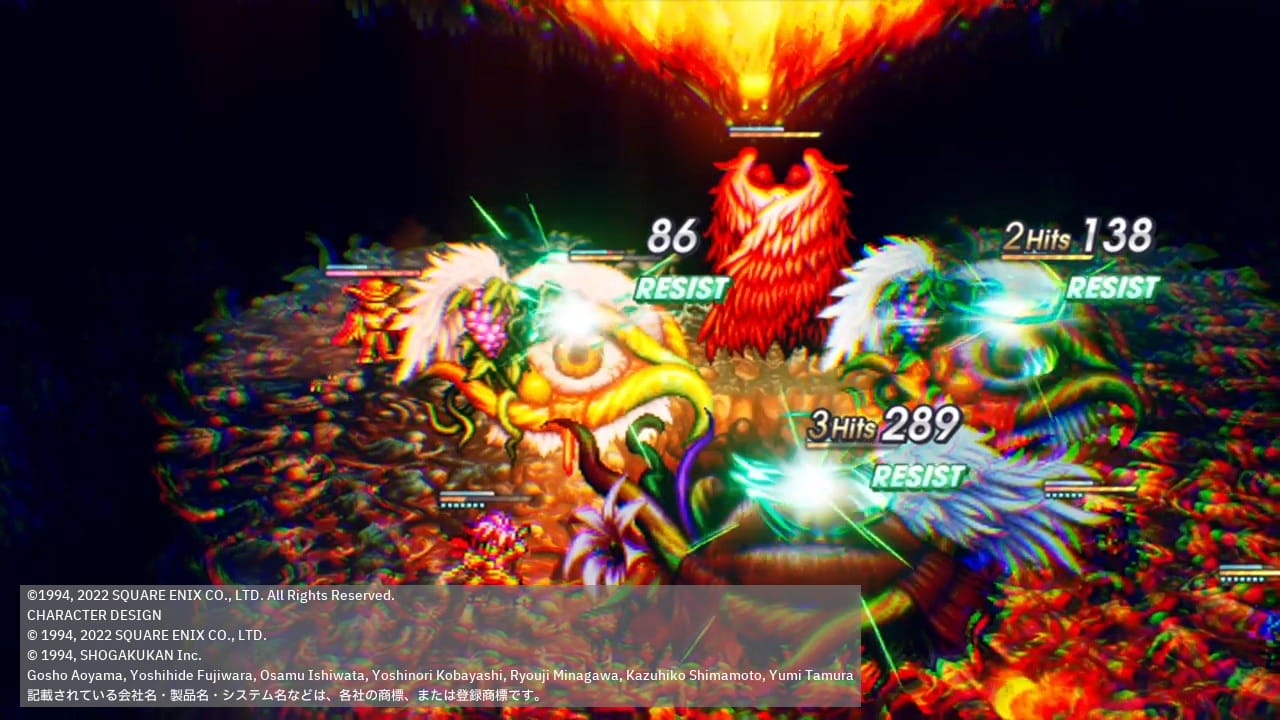 86
RESIST
2Hits 138
RESIST
3Hits 289
RESIST
©1994, 2022 SQUARE ENIX CO., LTD. All Rights Reserved.
CHARACTER DESIGN
© 1994, 2022 SQUARE ENIX CO., LTD.
© 1994, SHOGAKUKAN Inc.
Gosho Aoyama, Yoshihide Fujiwara, Osamu Ishiwata, Yoshinori Kobayashi, Ryouji Minagawa, Kazuhiko Shimamoto, Yumi Tamura
記載されている会社名・製品名・システム名などは、各社の商標、または登録商標です。